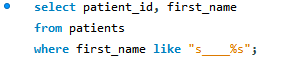 select patient_id, first_name
from patients
where first_name like "s____%s";